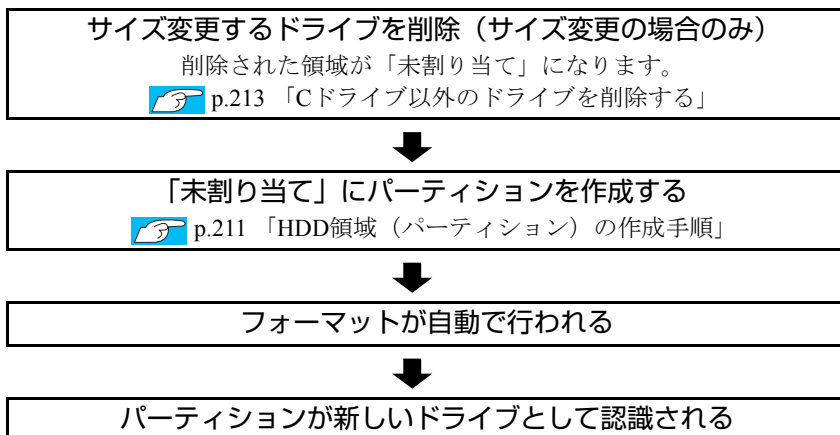 サイズ変更するドライブを削除（サイズ変更の場合のみ）
削除された領域が「未割り当て」になります。
p.213 「Cドライブ以外のドライブを削除する」
「未割り当て」にパーティションを作成する
p.211 「HDD領域（パーティション）の作成手順」
フォーマットが自動で行われる
パーティションが新しいドライブとして認識される